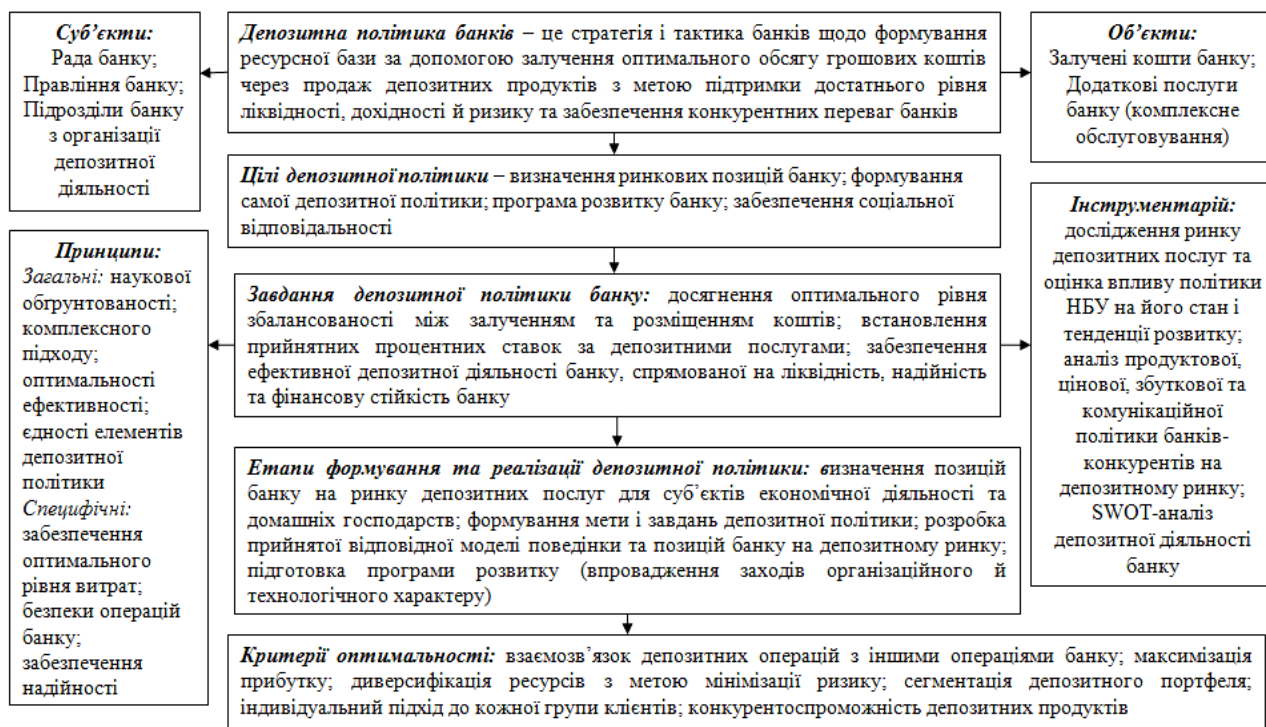 Суб’єкти:
Рада банку;
Правління банку;
Підрозділи банку
з організації
депозитної
діяльності
Депозитна політика банків – це стратегія і тактика банків щодо формування
ресурсної бази за допомогою залучення оптимального обсягу грошових коштів
через продаж депозитних продуктів з метою підтримки достатнього рівня
ліквідності, дохідності й ризику та забезпечення конкурентних переваг банків
Об’єкти:
Залучені кошти банку;
Додаткові послуги
банку (комплексне
обслуговування)
Цілі депозитної політики – визначення ринкових позицій банку; формування
самої депозитної політики; програма розвитку банку; забезпечення соціальної
відповідальності
Принципи:
Загальні: наукової
обґрунтованості;
комплексного
підходу;
оптимальності
ефективності;
єдності елементів
депозитної
політики
Специфічні:
забезпечення
оптимального
рівня витрат;
безпеки операцій
банку;
забезпечення
надійності
Завдання депозитної політики банку: досягнення оптимального рівня
збалансованості між залученням та розміщенням коштів; встановлення
прийнятних процентних ставок за депозитними послугами; забезпечення
ефективної депозитної діяльності банку, спрямованої на ліквідність, надійність
та фінансову стійкість банку
Інструментарій:
дослідження ринку
депозитних послуг та
оцінка впливу політики
НБУ на його стан і
тенденції розвитку;
аналіз продуктової,
цінової, збуткової та
комунікаційної
політики банків-
конкурентів на
депозитному ринку;
SWOT-аналіз
депозитної діяльності
банку
Етапи формування та реалізації депозитної політики: визначення позицій
банку на ринку депозитних послуг для суб’єктів економічної діяльності та
домашніх господарств; формування мети і завдань депозитної політики; розробка
прийнятої відповідної моделі поведінки та позицій банку на депозитному ринку;
підготовка програми розвитку (впровадження заходів організаційного й
технологічного характеру)
Критерії оптимальності: взаємозв’язок депозитних операцій з іншими операціями банку; максимізація
прибутку; диверсифікація ресурсів з метою мінімізації ризику; сегментація депозитного портфеля;
індивідуальний підхід до кожної групи клієнтів; конкурентоспроможність депозитних продуктів